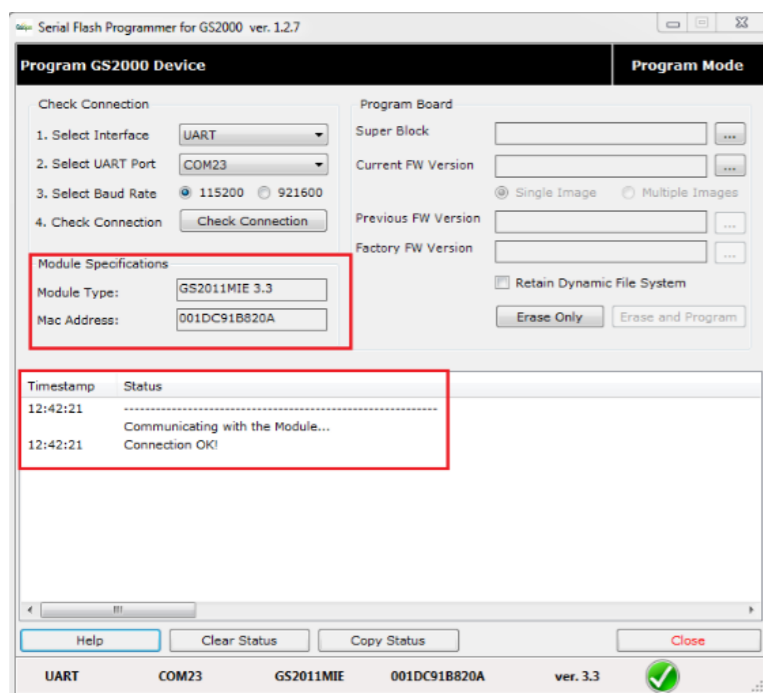 Serial Flash Programmer for GS2000 ver. 1.2.7
Program GS2000 Device
Program Mode
Check Connection
1. Select Interface
UART
2. Select UART Port
COM23
3. Select Baud Rate
115200
921600
4. Check Connection
Check Connection
Module Specifications
Module Type:
GS2011MIE 3.3
Mac Address:
001DC91B820A
Program Board
Super Block
...
Current FW Version
...
Single Image
Multiple Images
Previous FW Version
...
Factory FW Version
...
Retain Dynamic File System
Erase Only
Erase and Program
Timestamp Status
12:42:21 ------------------------------------------------------------
Communicating with the Module...
12:42:21 Connection OK!
Help
Clear Status
Copy Status
Close
UART COM23 GS2011MIE 001DC91B820A ver. 3.3